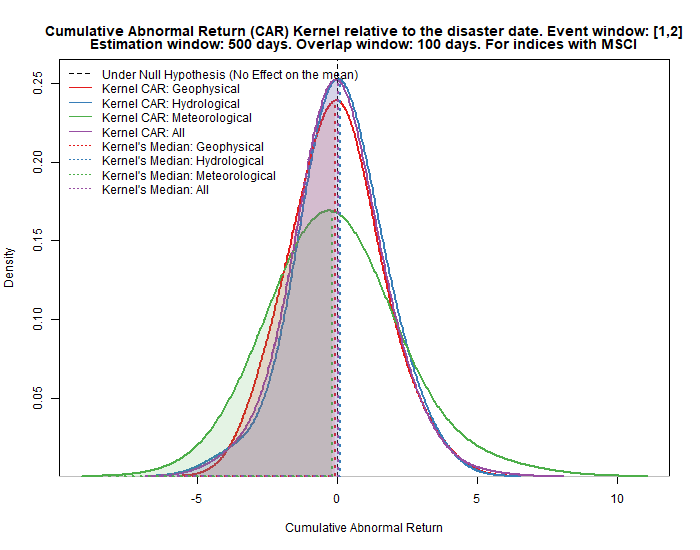 Cumulative Abnormal Return (CAR) Kernel relative to the disaster date. Event window: [1,2]
Estimation window: 500 days. Overlap window: 100 days. For indices with MSCI
Under Null Hypothesis (No Effect on the mean)
Kernel CAR: Geophysical
Kernel CAR: Hydrological
Kernel CAR: Meteorological
Kernel CAR: All
Kernel's Median: Geophysical
Kernel's Median: Hydrological
Kernel's Median: Meteorological
Kernel's Median: All
Density
0.25
0.20
0.15
0.10
0.05
-5 0 5 10
Cumulative Abnormal Return